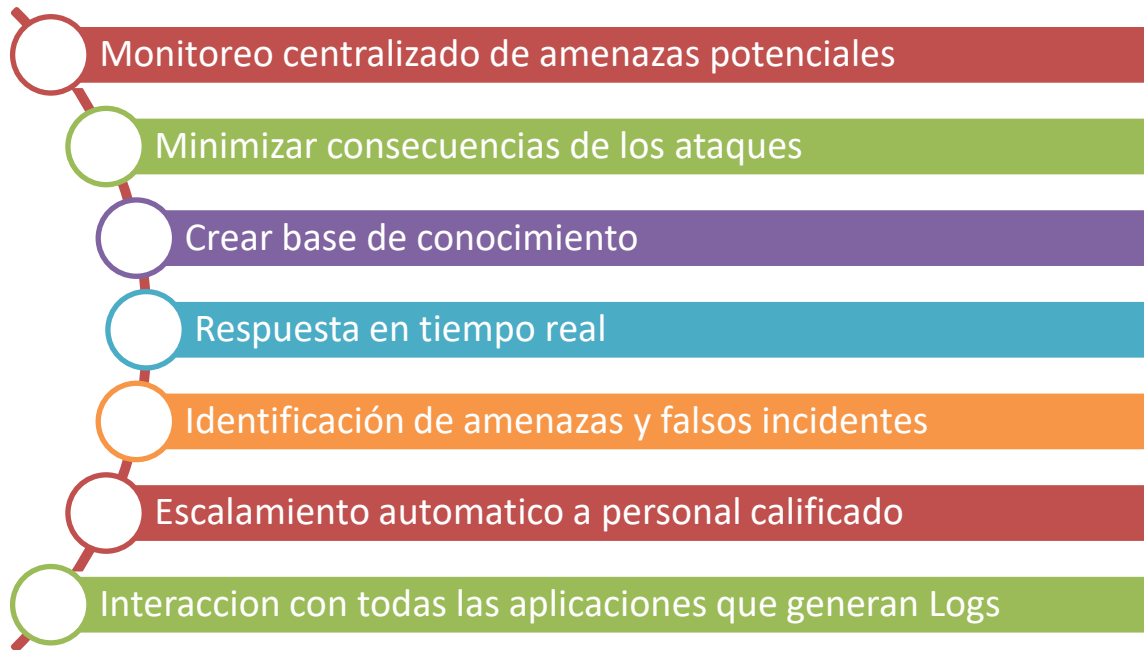 Monitoreo centralizado de amenazas potenciales
Minimizar consecuencias de los ataques
Crear base de conocimiento
Respuesta en tiempo real
Identificación de amenazas y falsos incidentes
Escalamiento automatico a personal calificado
Interaccion con todas las aplicaciones que generan Logs